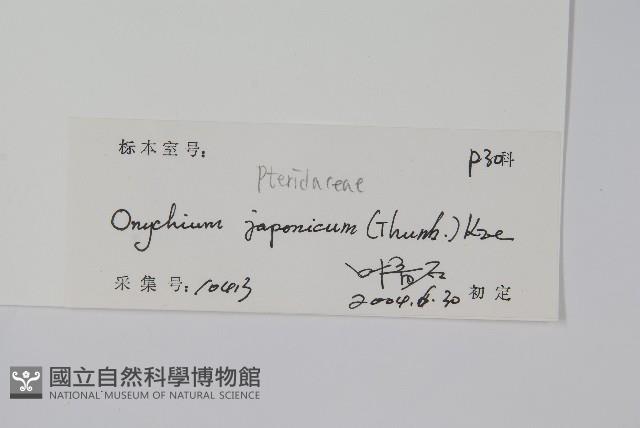 标本室号: P30科
Pteridaceae
Onychium japonicum (Thunb.) Kze
采集号: 10413
2004.6.30 初定
國立自然科學博物館
NATIONAL MUSEUM OF NATURAL SCIENCE